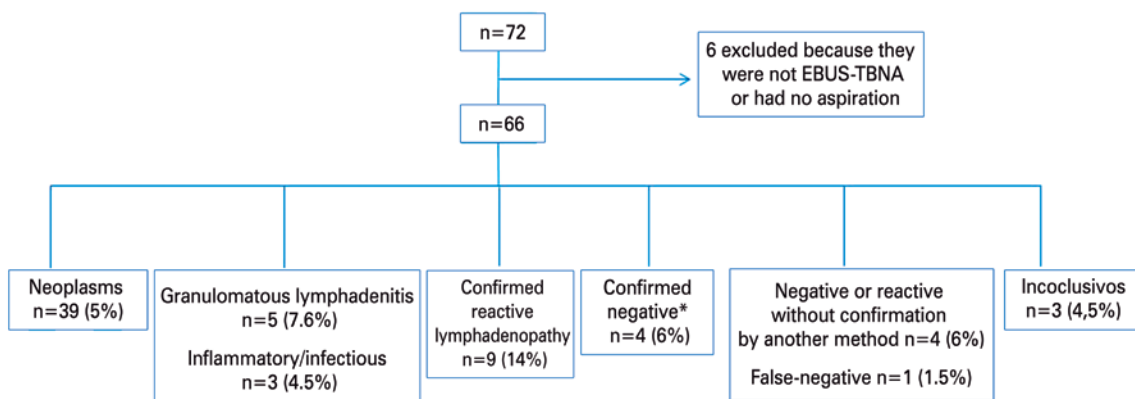 n=72
6 excluded because they
were not EBUS-TBNA
or had no aspiration
n=66
Neoplasms
n=39 (5%)
Granulomatous lymphadenitis
n=5 (7.6%)
Inflammatory/infectious
n=3 (4.5%)
Confirmed
reactive
lymphadenopathy
n=9 (14%)
Confirmed
negative*
n=4 (6%)
Negative or reactive
without confirmation
by another method n=4 (6%)
False-negative n=1 (1.5%)
Incoclusivos
n=3 (4,5%)